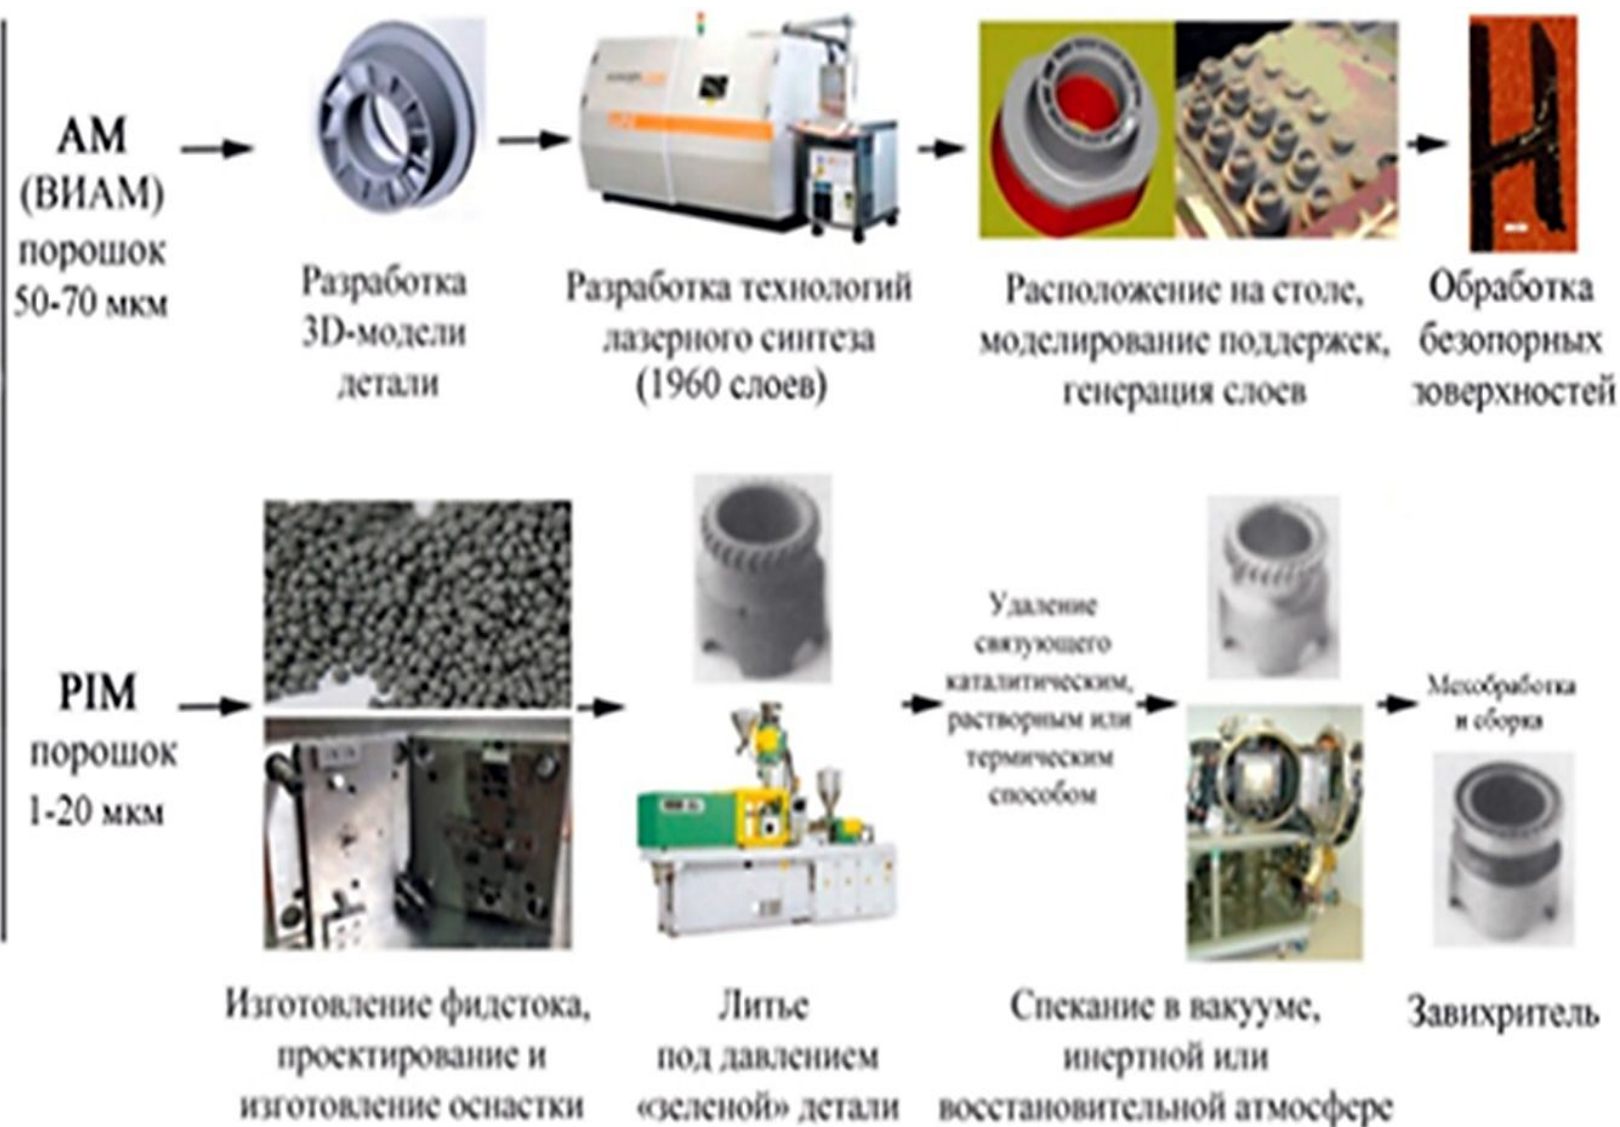 АМ
(ВИАМ)
порошок
50-70 мкм
Разработка
3D-модели
детали
Разработка технологий
лазерного синтеза
(1960 слоев)
Расположение на столе,
моделирование поддержек,
генерация слоев
Обработка
безопорных
поверхностей
PIM
порошок
1-20 мкм
Изготовление фидстока,
проектирование и
изготовление оснастки
Литье
под давлением
«зеленой» детали
Удаление
связующего
каталитическим,
растворным или
термическим
способом
Спекание в вакууме,
инертной или
восстановительной атмосфере
Мехобработка
и сборка
Завихритель